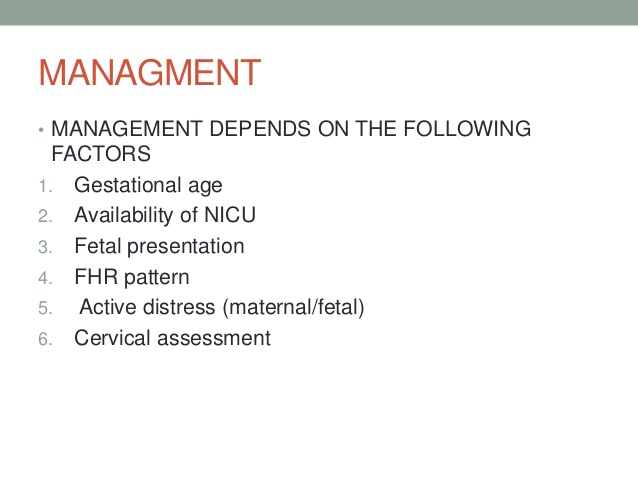 MANAGMENT
• MANAGEMENT DEPENDS ON THE FOLLOWING
FACTORS
1. Gestational age
2. Availability of NICU
3. Fetal presentation
4. FHR pattern
5. Active distress (maternal/fetal)
6. Cervical assessment